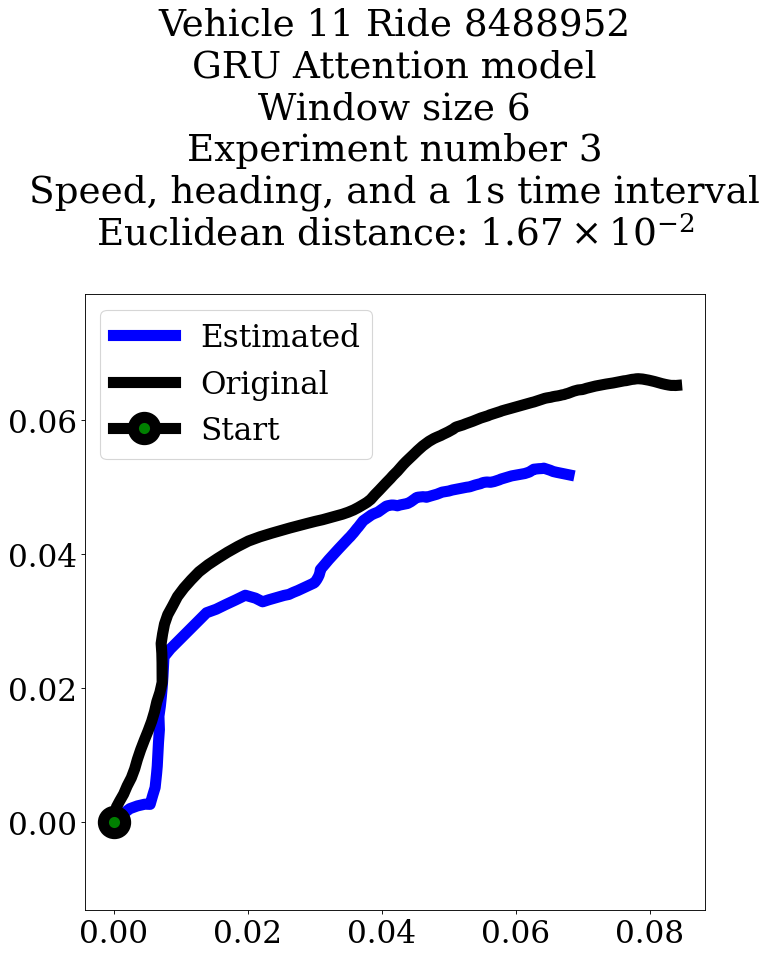 Vehicle 11 Ride 8488952
GRU Attention model
Window size 6
Experiment number 3
Speed, heading, and a 1s time interval
Euclidean distance: 1.67 × 10⁻²
Estimated
Original
Start
0.06
0.04
0.02
0.00
0.00 0.02 0.04 0.06 0.08